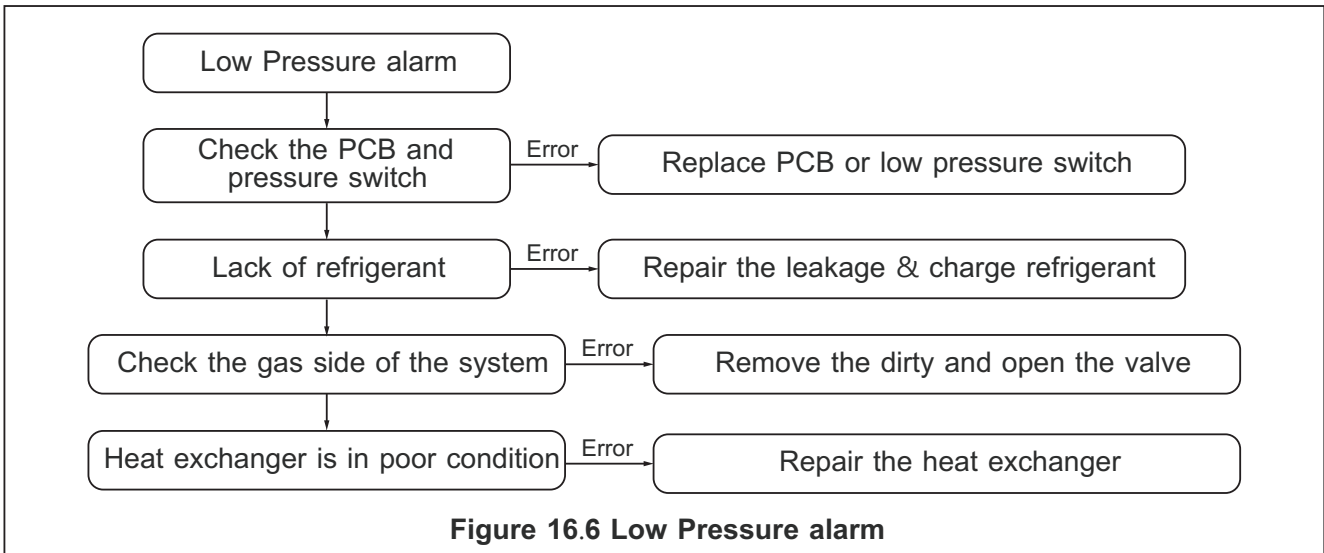 Low Pressure alarm
Check the PCB and
pressure switch
Error
Replace PCB or low pressure switch
Lack of refrigerant
Error
Repair the leakage & charge refrigerant
Check the gas side of the system
Error
Remove the dirty and open the valve
Heat exchanger is in poor condition
Error
Repair the heat exchanger
Figure 16.6 Low Pressure alarm